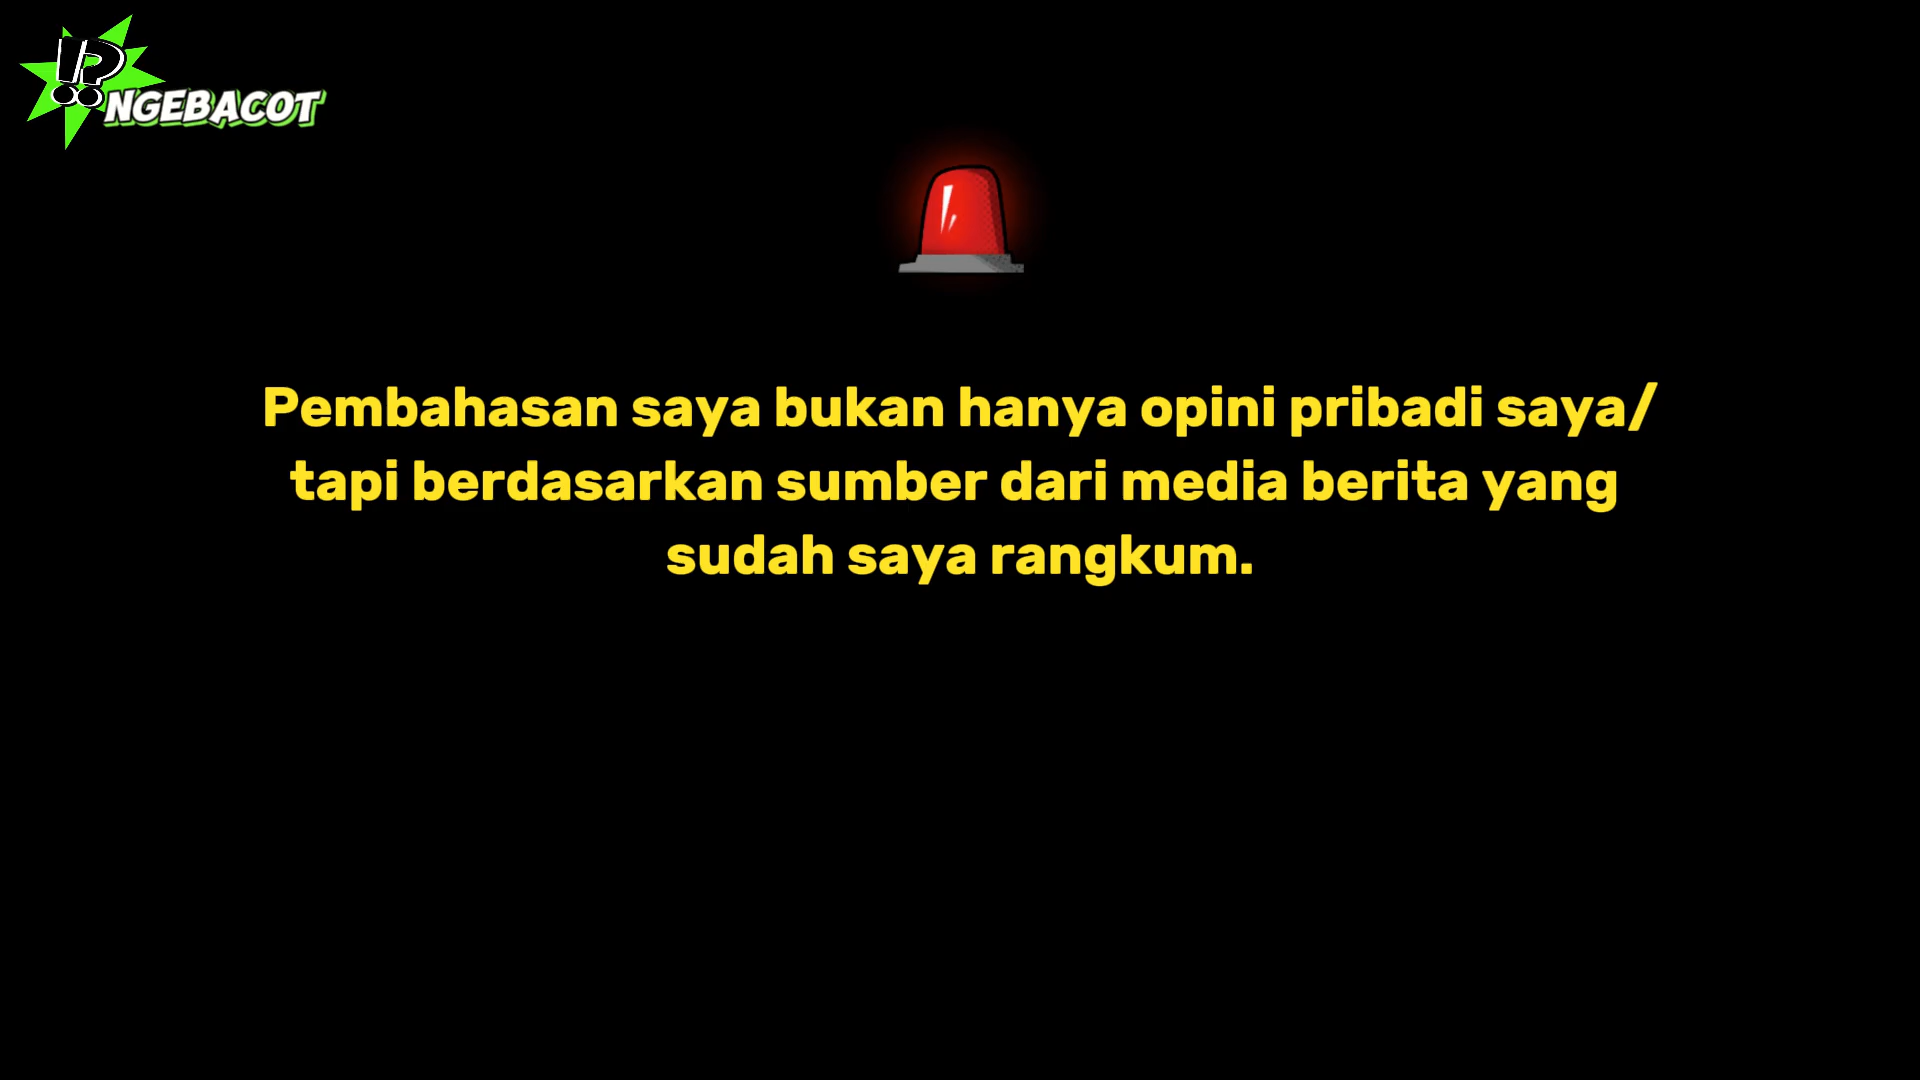 !?
NGEBACOT
Pembahasan saya bukan hanya opini pribadi saya/
tapi berdasarkan sumber dari media berita yang
sudah saya rangkum.